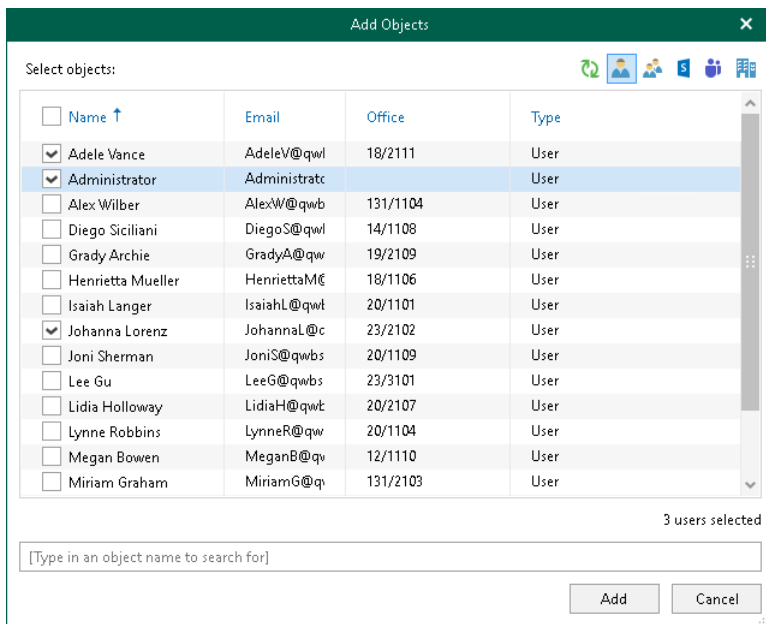 Add Objects
Select objects:
Name Email Office Type
Adele Vance AdeleV@qwl 18/2111 User
Administrator Administratc User
Alex Wilber AlexW@qwb 131/1104 User
Diego Siciliani DiegoS@qwl 14/1108 User
Grady Archie GradyA@qw 19/2109 User
Henrietta Mueller HenriettaM@ 18/1106 User
Isaiah Langer IsaiahL@qwb 20/1101 User
Johanna Lorenz JohannaL@c 23/2102 User
Joni Sherman JoniS@qwbs 20/1109 User
Lee Gu LeeG@qwbs 23/3101 User
Lidia Holloway LidiaH@qwb 20/2107 User
Lynne Robbins LynneR@qw 20/1104 User
Megan Bowen MeganB@qv 12/1110 User
Miriam Graham MiriamG@qv 131/2103 User
3 users selected
[Type in an object name to search for]
Add Cancel